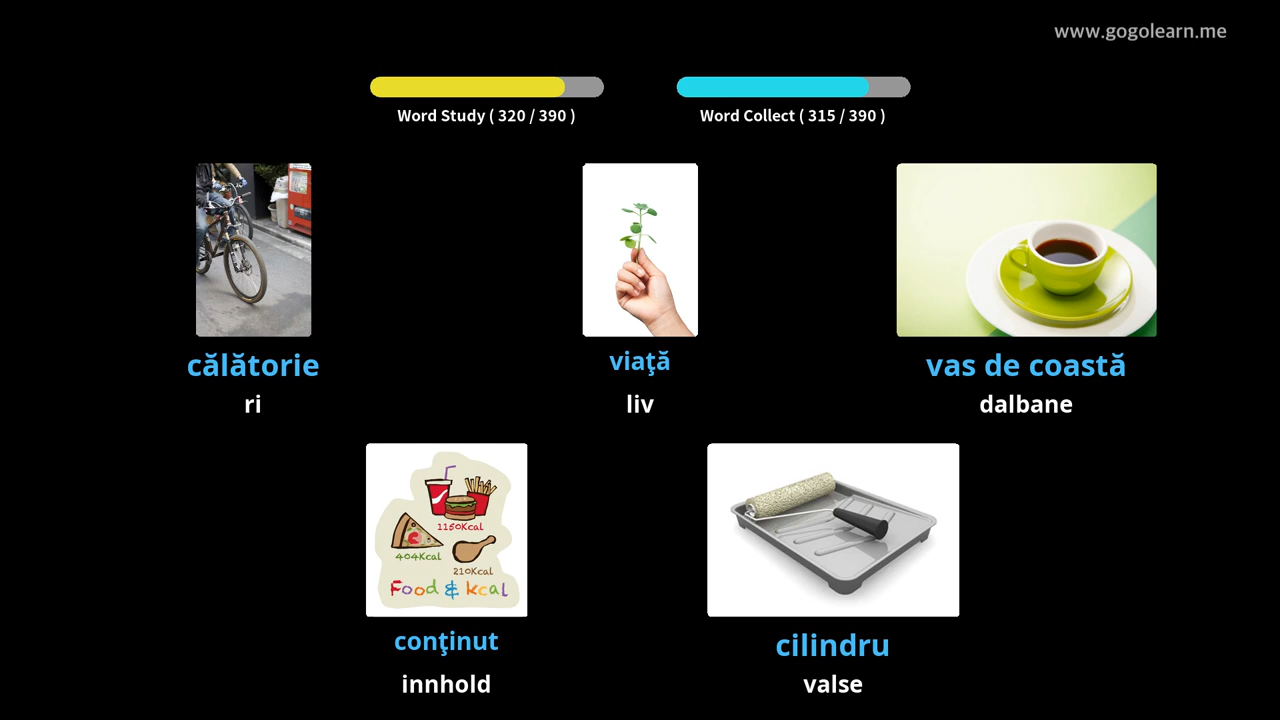 www.gogolearn.me
Word Study ( 320 / 390 )
Word Collect ( 315 / 390 )
călătorie
ri
viaţă
liv
vas de coastă
dalbane
1150Kcal
404Kcal
210Kcal
Food & kcal
conţinut
innhold
cilindru
valse